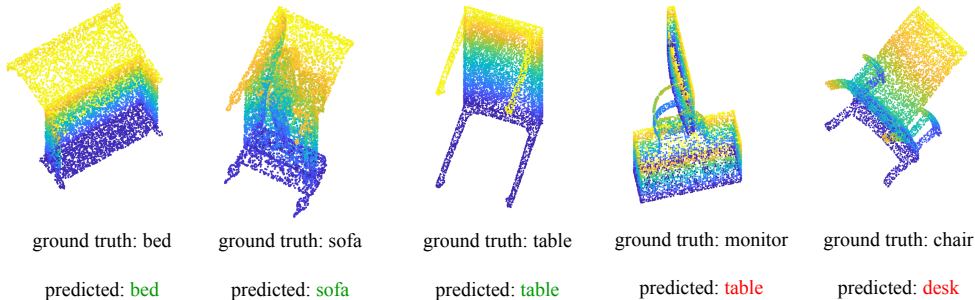 ground truth: bed
ground truth: sofa
ground truth: table
ground truth: monitor
ground truth: chair
predicted: bed
predicted: sofa
predicted: table
predicted: table
predicted: desk